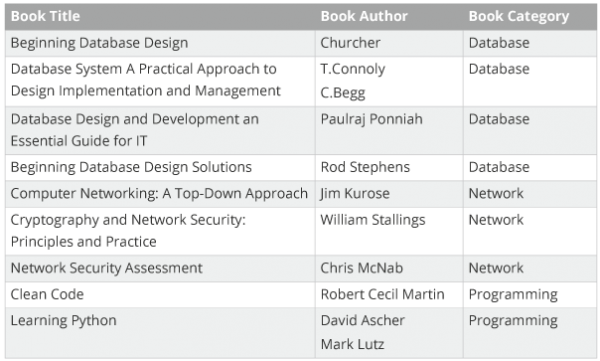 Book Title Book Author Book Category
Beginning Database Design Churcher Database
Database System A Practical Approach to T.Connoly Database
Design Implementation and Management C.Begg
Database Design and Development an Paulraj Ponniah Database
Essential Guide for IT
Beginning Database Design Solutions Rod Stephens Database
Computer Networking: A Top-Down Approach Jim Kurose Network
Cryptography and Network Security: William Stallings Network
Principles and Practice
Network Security Assessment Chris McNab Network
Clean Code Robert Cecil Martin Programming
Learning Python David Ascher Programming
Mark Lutz